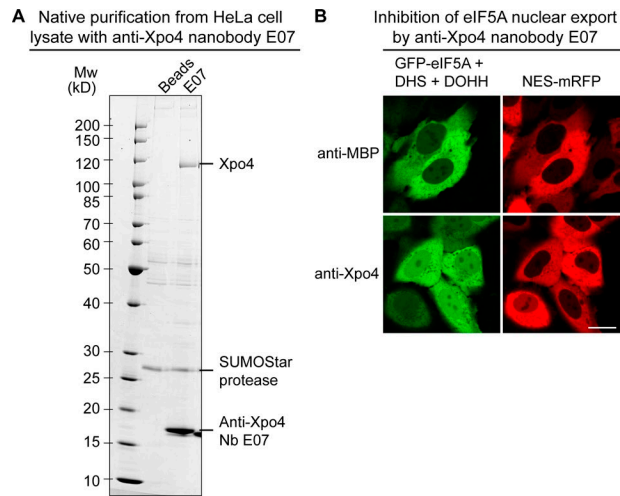 A Native purification from HeLa cell
lysate with anti-Xpo4 nanobody E07
Mw
(kD)
Beads
E07
200
150
120
100
85
70
60
50
40
30
25
20
15
10
Xpo4
SUMOStar
protease
Anti-Xpo4
Nb E07
B Inhibition of eIF5A nuclear export
by anti-Xpo4 nanobody E07
GFP-eIF5A +
DHS + DOHH
NES-mRFP
anti-MBP
anti-Xpo4